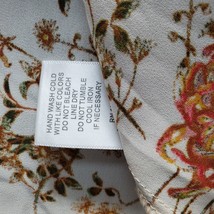 HAND WASH COLD
WITH LIKE COLORS
DO NOT BLEACH
LINE DRY
DO NOT TUMBLE
COOL IRON
IF NECESSARY